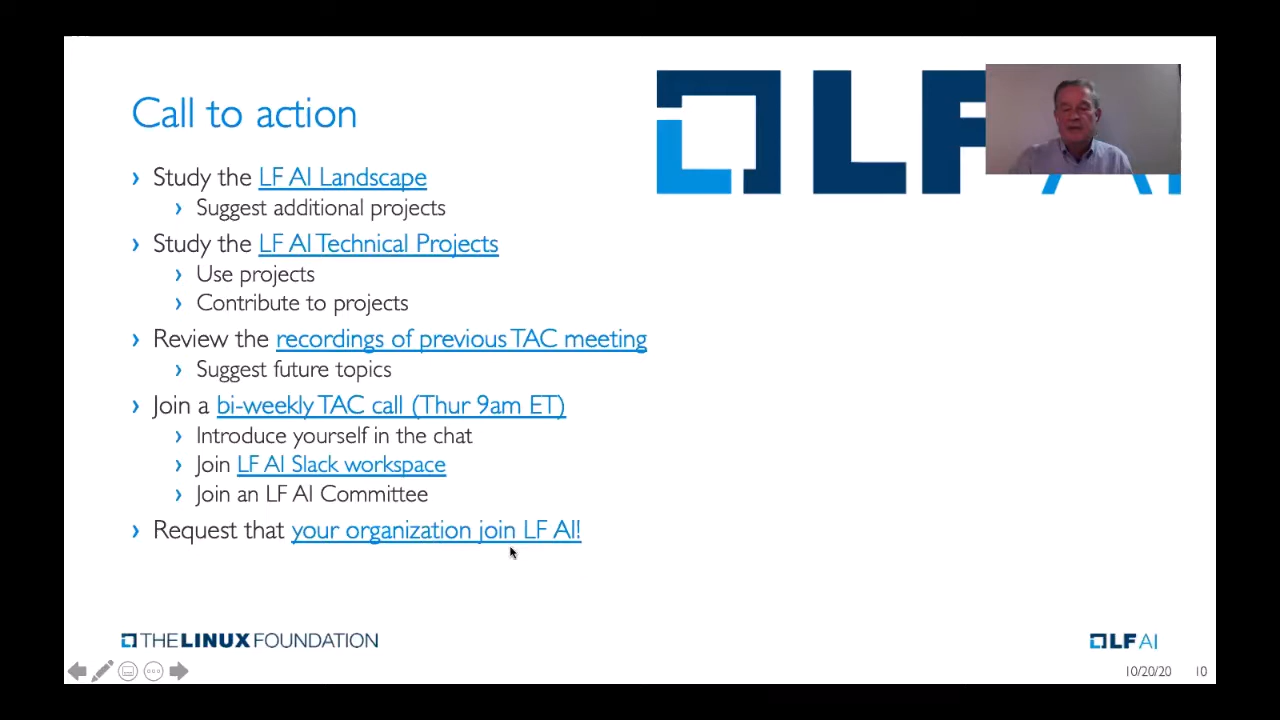 Call to action
LF AI
› Study the LF AI Landscape
› Suggest additional projects
› Study the LF AI Technical Projects
› Use projects
› Contribute to projects
› Review the recordings of previous TAC meeting
› Suggest future topics
› Join a bi-weekly TAC call (Thur 9am ET)
› Introduce yourself in the chat
› Join LF AI Slack workspace
› Join an LF AI Committee
› Request that your organization join LF AI!
THE LINUX FOUNDATION
LF AI
10/20/20 10